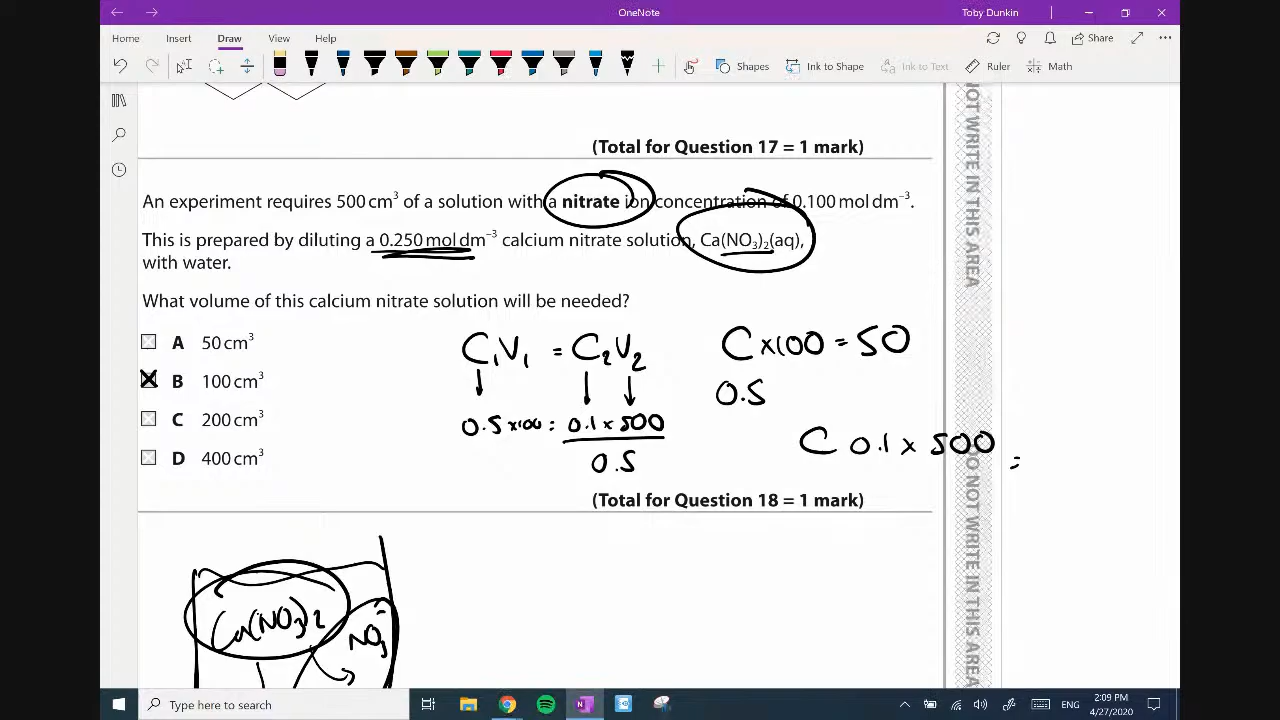 OneNote
Toby Dunkin
Home Insert Draw View Help
Share
Shapes Ink to Shape Ink to Text Ruler Math
(Total for Question 17 = 1 mark)
An experiment requires 500 cm³ of a solution with a nitrate ion concentration of 0.100 mol dm⁻³.
This is prepared by diluting a 0.250 mol dm⁻³ calcium nitrate solution, Ca(NO₃)₂(aq),
with water.
What volume of this calcium nitrate solution will be needed?
A 50 cm³
B 100 cm³
C 200 cm³
D 400 cm³
C₁V₁ = C₂V₂
0.5 x 100 = 0.1 x 500
0.5
C x 100 = 50
0.5
C 0.1 x 500 =
(Total for Question 18 = 1 mark)
Ca(NO₃)₂
NO₃⁻
NOT WRITE IN THIS AREA
DO NOT WRITE IN THIS AREA
Type here to search
2:09 PM
4/27/2020